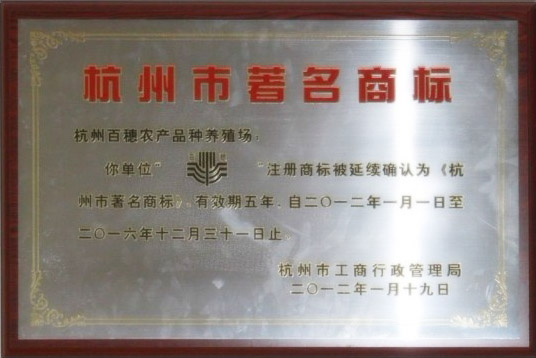 杭州市著名商标
杭州百穗农产品种养殖场：
你单位“ ”注册商标被延续确认为《杭
州市著名商标》，有效期五年，自二〇一二年一月一日至
二〇一六年十二月三十一日止。
杭州市工商行政管理局
二〇一二年一月十九日